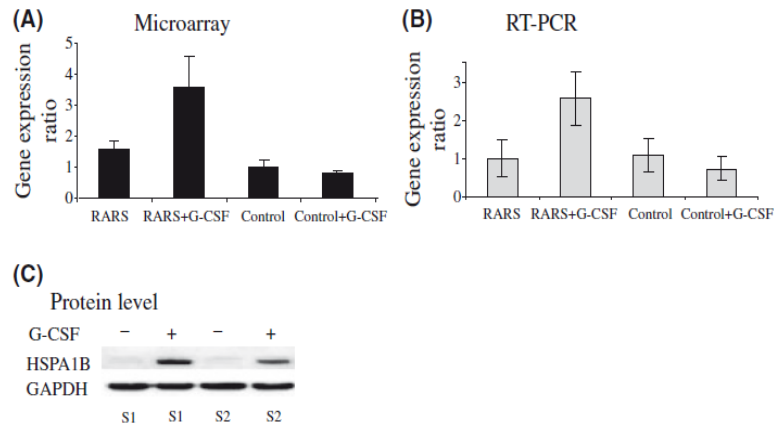 (A) Microarray
Gene expression
ratio
5
4
3
2
1
0
RARS RARS+G-CSF Control Control+G-CSF
(B) RT-PCR
Gene expression
ratio
3
2
1
0
RARS RARS+G-CSF Control Control+G-CSF
(C)
Protein level
G-CSF − + − +
HSPA1B
GAPDH
S1 S1 S2 S2